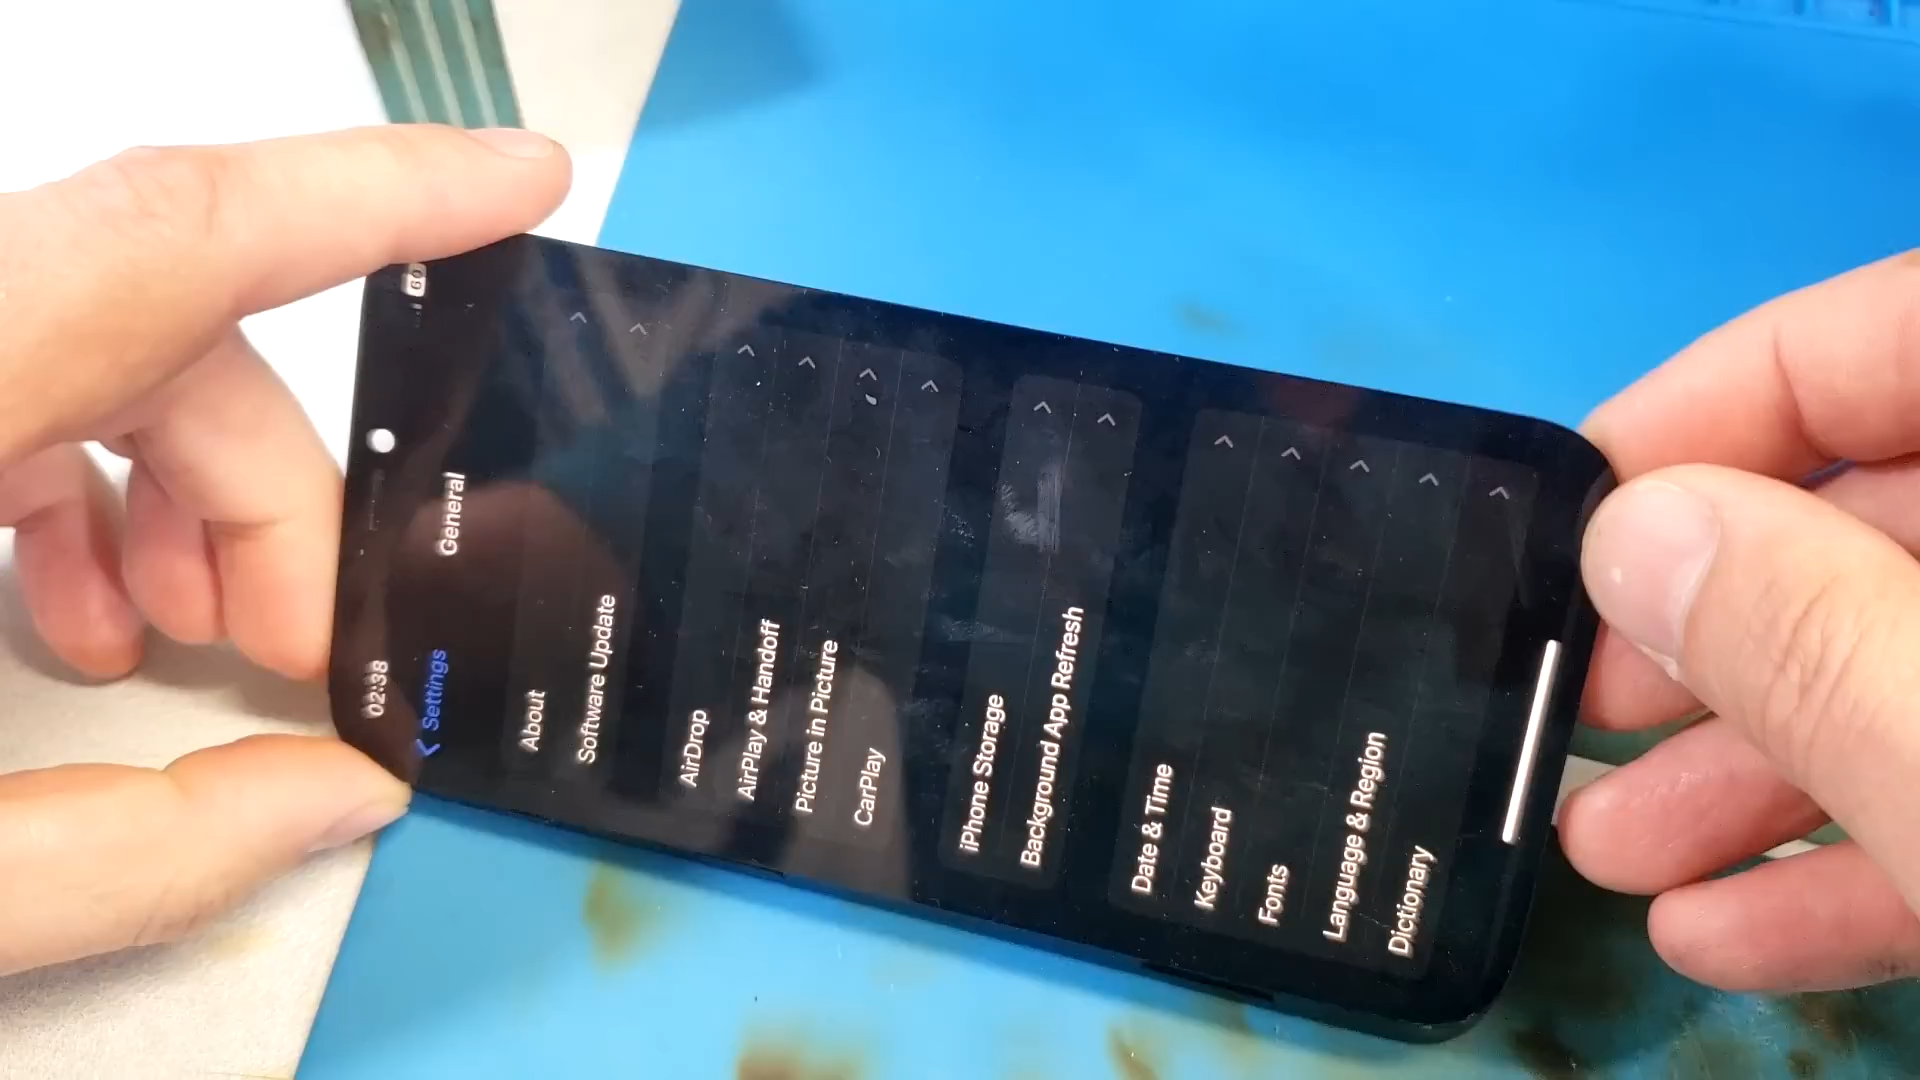 02:38
60
Settings
General
About
Software Update
AirDrop
AirPlay & Handoff
Picture in Picture
CarPlay
iPhone Storage
Background App Refresh
Date & Time
Keyboard
Fonts
Language & Region
Dictionary